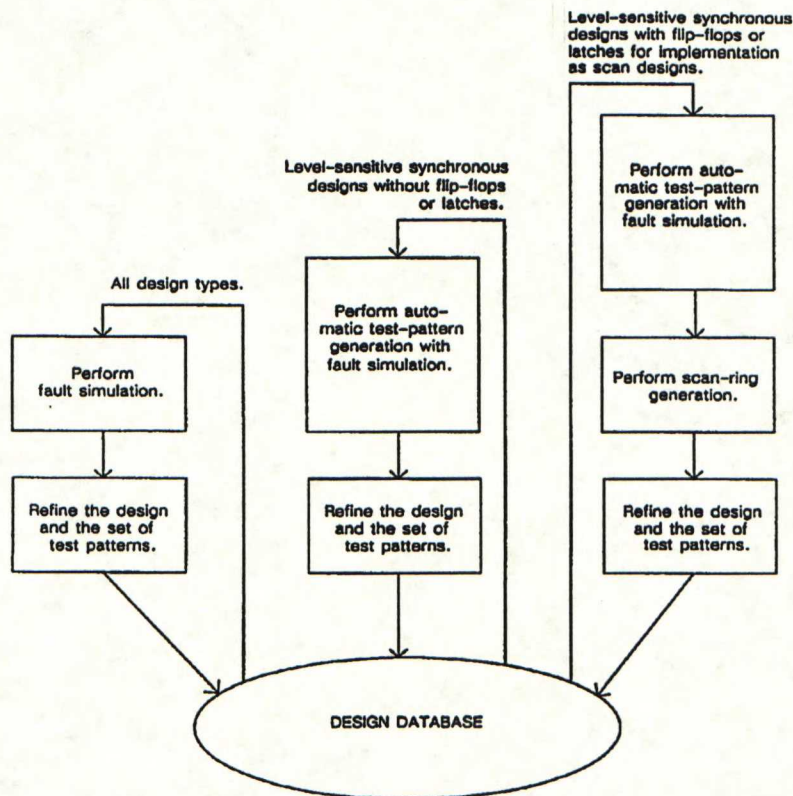 Level-sensitive synchronous
designs with flip-flops or
latches for implementation
as scan designs.
Perform auto-
matic test-pattern
generation with
fault simulation.
Perform scan-ring
generation.
Refine the design
and the set of
test patterns.
Level-sensitive synchronous
designs without flip-flops
or latches.
Perform auto-
matic test-pattern
generation with
fault simulation.
Refine the design
and the set of
test patterns.
All design types.
Perform
fault simulation.
Refine the design
and the set of
test patterns.
DESIGN DATABASE